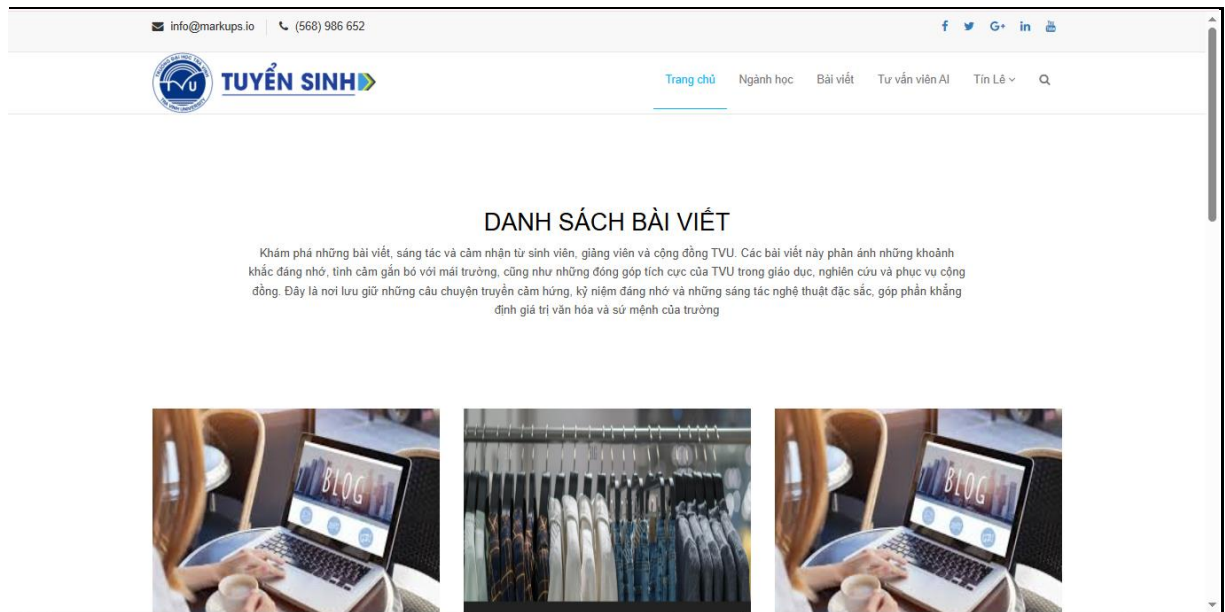 info@markups.io (568) 986 652
TUYỂN SINH
TVU
Trang chủ Ngành học Bài viết Tư vấn viên AI Tín Lê
DANH SÁCH BÀI VIẾT
Khám phá những bài viết, sáng tác và cảm nhận từ sinh viên, giảng viên và cộng đồng TVU. Các bài viết này phản ánh những khoảnh
khắc đáng nhớ, tình cảm gắn bó với mái trường, cũng như những đóng góp tích cực của TVU trong giáo dục, nghiên cứu và phục vụ cộng
đồng. Đây là nơi lưu giữ những câu chuyện truyền cảm hứng, kỷ niệm đáng nhớ và những sáng tác nghệ thuật đặc sắc, góp phần khẳng
định giá trị văn hóa và sứ mệnh của trường
BLOG
BLOG